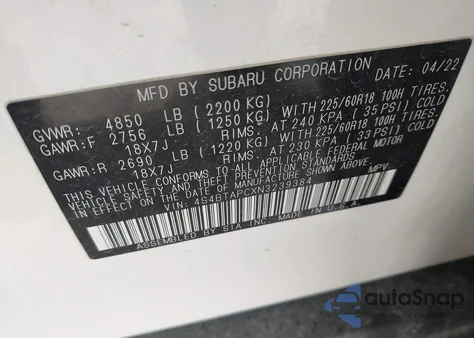 MFD BY SUBARU CORPORATION DATE: 04/22
GVWR: 4850 LB (2200 KG)
GAWR:F 2756 LB (1250 KG) WITH 225/60R18 100H TIRES.
18X7J RIMS. AT 240 KPA (35 PSI) COLD
GAWR:R 2690 LB (1220 KG) WITH 225/60R18 100H TIRES.
18X7J RIMS. AT 230 KPA (33 PSI) COLD
THIS VEHICLE CONFORMS TO ALL APPLICABLE FEDERAL MOTOR
VEHICLE SAFETY AND THEFT PREVENTION STANDARDS
IN EFFECT ON THE DATE OF MANUFACTURE SHOWN ABOVE.
VIN: 4S4BTAPCXN3239384 MPV
ASSEMBLED BY SIA INC. MADE IN U.S.A.
autaSnap